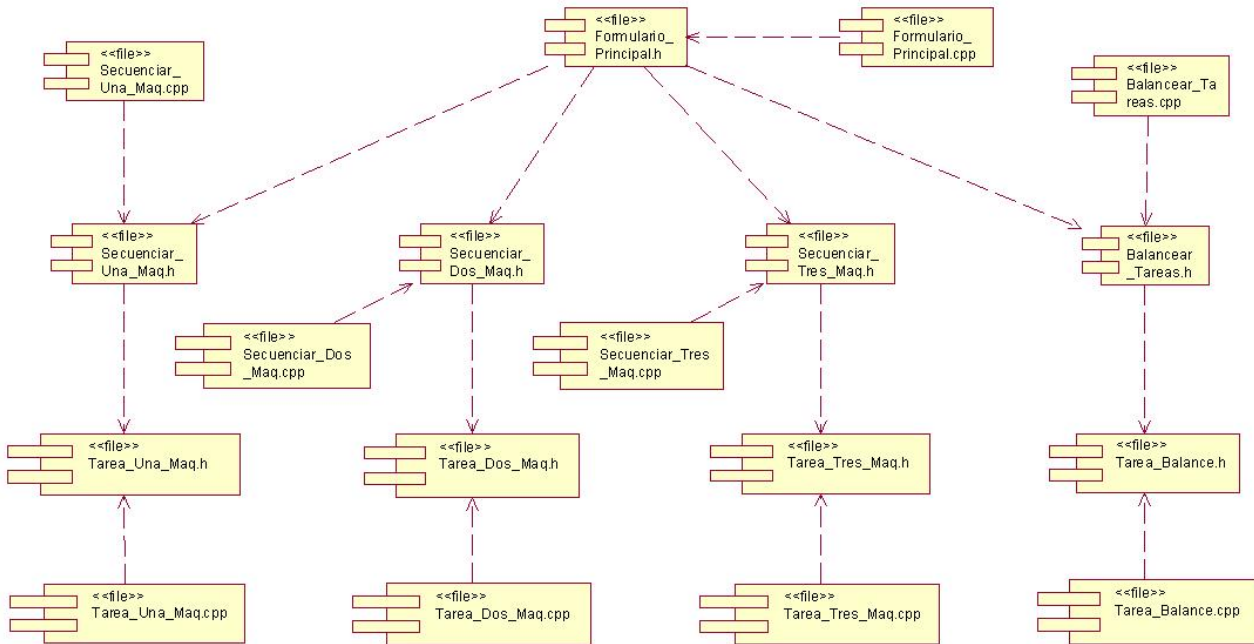 <<file>>
Formulario_
Principal.h
<<file>>
Formulario_
Principal.cpp
<<file>>
Secuenciar_
Una_Maq.cpp
<<file>>
Balancear_Ta
reas.cpp
<<file>>
Secuenciar_
Una_Maq.h
<<file>>
Secuenciar_
Dos_Maq.h
<<file>>
Secuenciar_
Tres_Maq.h
<<file>>
Balancear
_Tareas.h
<<file>>
Secuenciar_Dos
_Maq.cpp
<<file>>
Secuenciar_Tres
_Maq.cpp
<<file>>
Tarea_Una_Maq.h
<<file>>
Tarea_Dos_Maq.h
<<file>>
Tarea_Tres_Maq.h
<<file>>
Tarea_Balance.h
<<file>>
Tarea_Una_Maq.cpp
<<file>>
Tarea_Dos_Maq.cpp
<<file>>
Tarea_Tres_Maq.cpp
<<file>>
Tarea_Balance.cpp